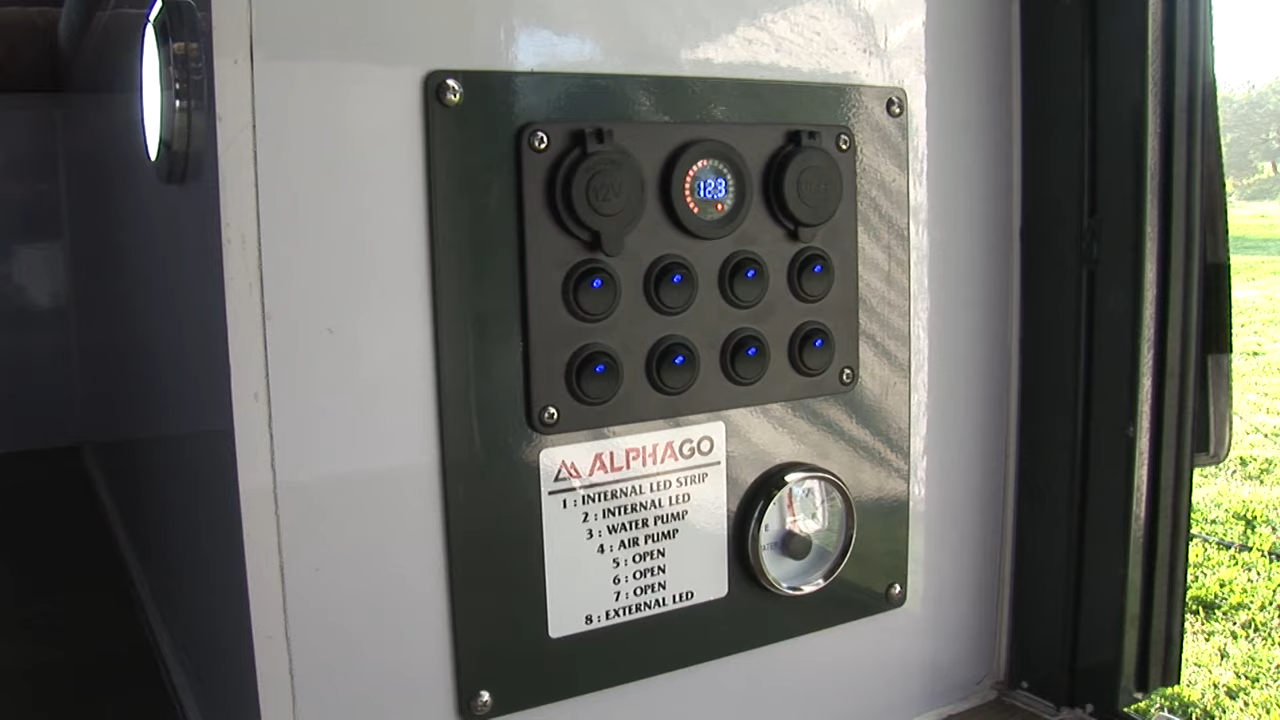 12V
12.3
ALPHAGO
1 : INTERNAL LED STRIP
2 : INTERNAL LED
3 : WATER PUMP
4 : AIR PUMP
5 : OPEN
6 : OPEN
7 : OPEN
8 : EXTERNAL LED
E